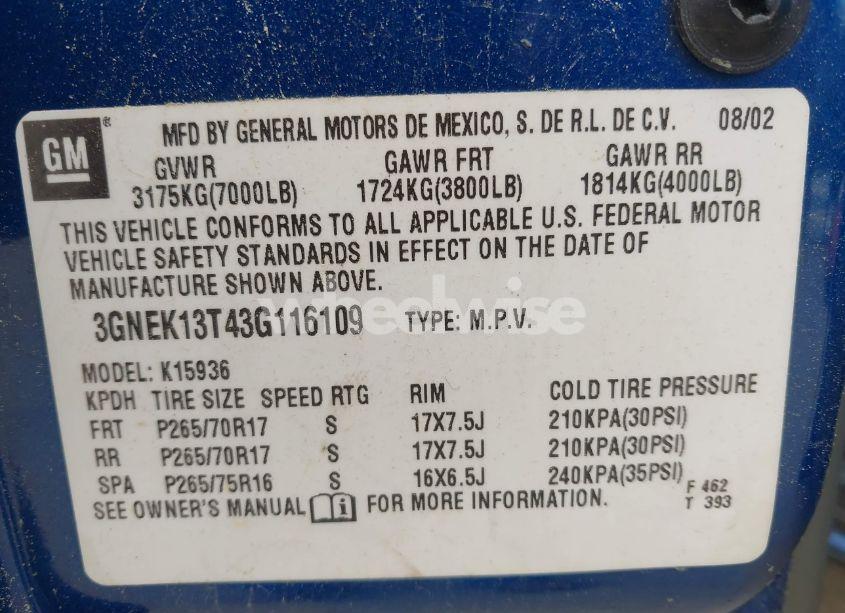 GM ®
MFD BY GENERAL MOTORS DE MEXICO, S. DE R.L. DE C.V. 08/02
GVWR GAWR FRT GAWR RR
3175KG(7000LB) 1724KG(3800LB) 1814KG(4000LB)
THIS VEHICLE CONFORMS TO ALL APPLICABLE U.S. FEDERAL MOTOR
VEHICLE SAFETY STANDARDS IN EFFECT ON THE DATE OF
MANUFACTURE SHOWN ABOVE.
wheelwise
3GNEK13T43G116109 TYPE: M.P.V.
MODEL: K15936
KPDH TIRE SIZE SPEED RTG RIM COLD TIRE PRESSURE
FRT P265/70R17 S 17X7.5J 210KPA(30PSI)
RR P265/70R17 S 17X7.5J 210KPA(30PSI)
SPA P265/75R16 S 16X6.5J 240KPA(35PSI) F 462
SEE OWNER'S MANUAL FOR MORE INFORMATION. T 393